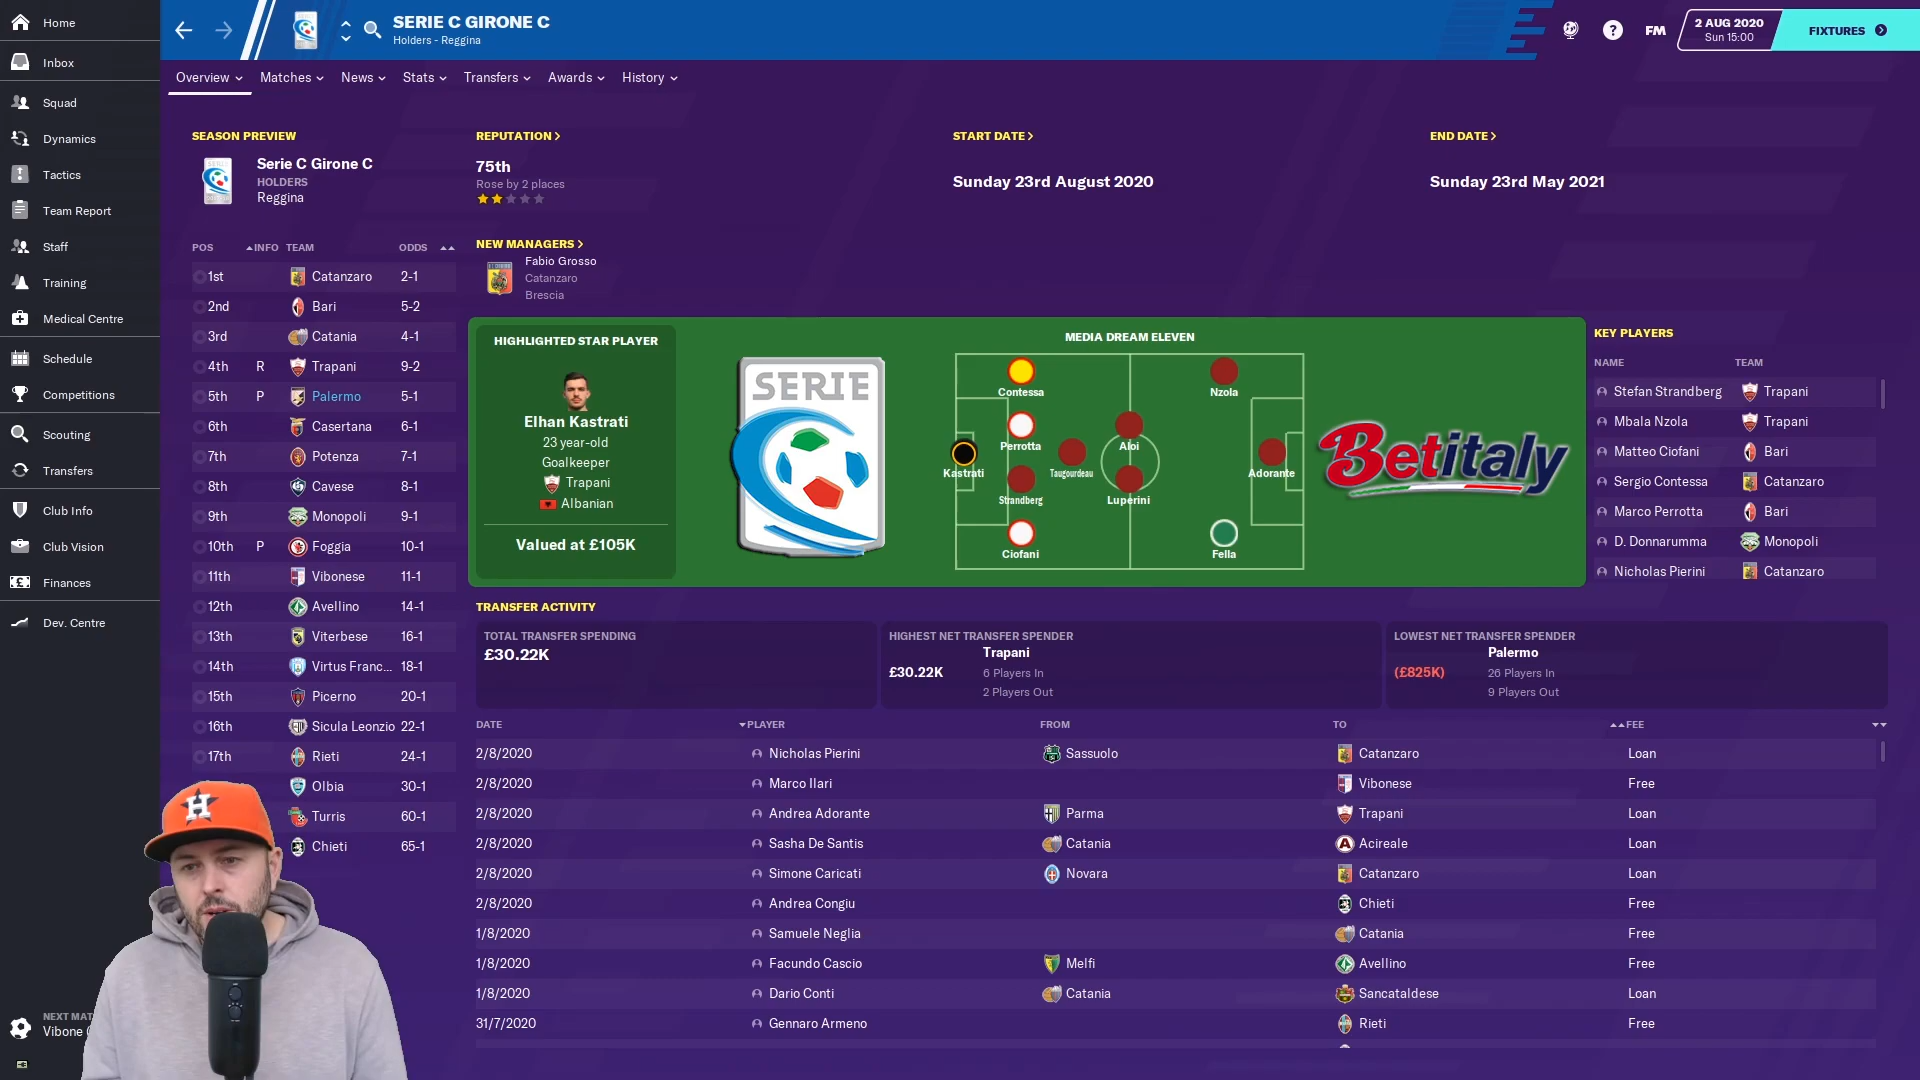 Home
Inbox
Squad
Dynamics
Tactics
Team Report
Staff
Training
Medical Centre
Schedule
Competitions
Scouting
Transfers
Club Info
Club Vision
Finances
Dev. Centre
NEXT MAT
Vibone
SERIE C GIRONE C
Holders - Reggina
FM
2 AUG 2020
Sun 15:00
FIXTURES
Overview Matches News Stats Transfers Awards History
SEASON PREVIEW
Serie C Girone C
HOLDERS
Reggina
REPUTATION
75th
Rose by 2 places
START DATE
Sunday 23rd August 2020
END DATE
Sunday 23rd May 2021
POS INFO TEAM ODDS
1st Catanzaro 2-1
2nd Bari 5-2
3rd Catania 4-1
4th R Trapani 9-2
5th P Palermo 5-1
6th Casertana 6-1
7th Potenza 7-1
8th Cavese 8-1
9th Monopoli 9-1
10th P Foggia 10-1
11th Vibonese 11-1
12th Avellino 14-1
13th Viterbese 16-1
14th Virtus Franc... 18-1
15th Picerno 20-1
16th Sicula Leonzio 22-1
17th Rieti 24-1
Olbia 30-1
Turris 60-1
Chieti 65-1
NEW MANAGERS
Fabio Grosso
Catanzaro
Brescia
HIGHLIGHTED STAR PLAYER
Elhan Kastrati
23 year-old
Goalkeeper
Trapani
Albanian
Valued at £105K
SERIE
MEDIA DREAM ELEVEN
Contessa
Nzola
Perrotta
Aloi
Kastrati
Taugourdeau
Adorante
Strandberg
Luperini
Ciofani
Fella
Betitaly
KEY PLAYERS
NAME TEAM
Stefan Strandberg Trapani
Mbala Nzola Trapani
Matteo Ciofani Bari
Sergio Contessa Catanzaro
Marco Perrotta Bari
D. Donnarumma Monopoli
Nicholas Pierini Catanzaro
TRANSFER ACTIVITY
TOTAL TRANSFER SPENDING
£30.22K
HIGHEST NET TRANSFER SPENDER
Trapani
£30.22K
6 Players In
2 Players Out
LOWEST NET TRANSFER SPENDER
Palermo
(£825K)
26 Players In
9 Players Out
DATE PLAYER FROM TO FEE
2/8/2020 Nicholas Pierini Sassuolo Catanzaro Loan
2/8/2020 Marco Ilari Vibonese Free
2/8/2020 Andrea Adorante Parma Trapani Loan
2/8/2020 Sasha De Santis Catania Acireale Loan
2/8/2020 Simone Caricati Novara Catanzaro Loan
2/8/2020 Andrea Congiu Chieti Free
1/8/2020 Samuele Neglia Catania Free
1/8/2020 Facundo Cascio Melfi Avellino Free
1/8/2020 Dario Conti Catania Sancataldese Loan
31/7/2020 Gennaro Armeno Rieti Free
H